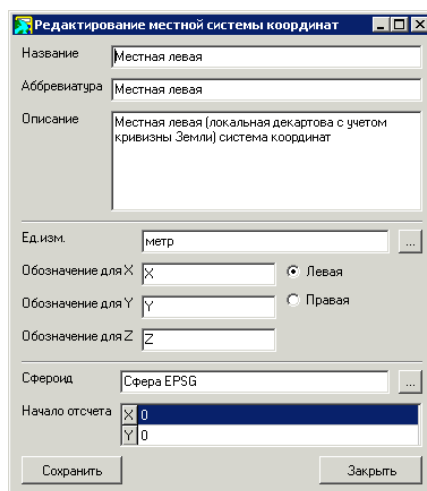 Редактирование местной системы координат
Название Местная левая
Аббревиатура Местная левая
Описание Местная левая (локальная декартова с учетом
кривизны Земли) система координат
Ед.изм. метр ...
Обозначение для X X Левая
Обозначение для Y Y Правая
Обозначение для Z Z
Сфероид Сфера EPSG ...
Начало отсчета X 0
Y 0
Сохранить Закрыть